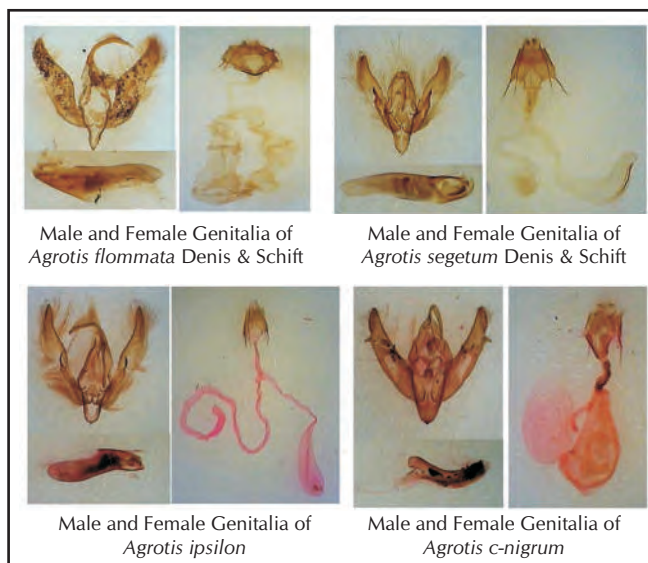 Male and Female Genitalia of
Agrotis flommata Denis & Schift
Male and Female Genitalia of
Agrotis segetum Denis & Schift
Male and Female Genitalia of
Agrotis ipsilon
Male and Female Genitalia of
Agrotis c-nigrum